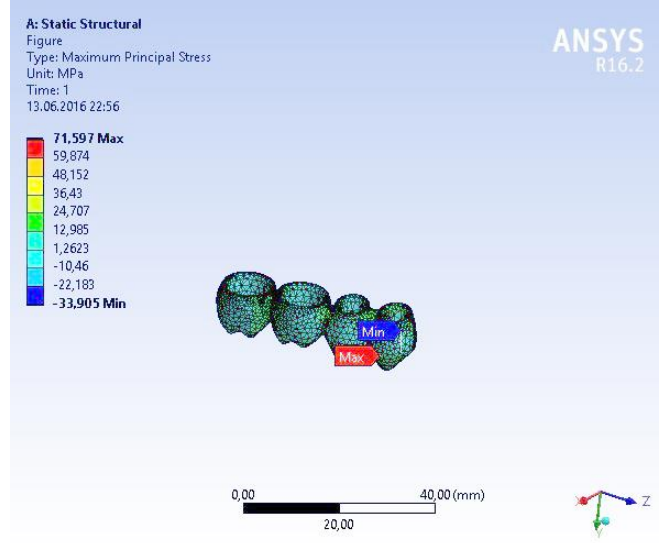 A: Static Structural
Figure
Type: Maximum Principal Stress
Unit: MPa
Time: 1
13.06.2016 22:56
ANSYS
R16.2
71,597 Max
59,874
48,152
36,43
24,707
12,985
1,2623
-10,46
-22,183
-33,905 Min
Min
Max
0,00
40,00 (mm)
20,00
X
Z